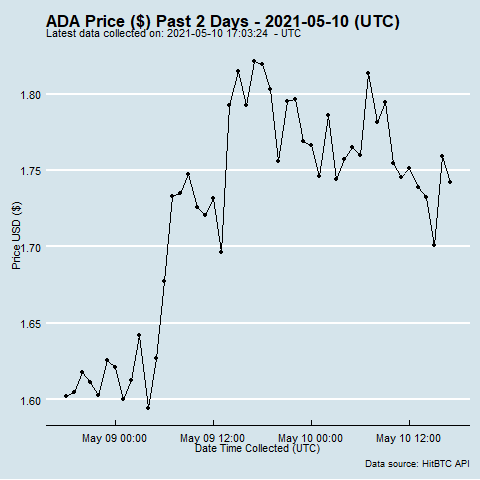 ADA Price ($) Past 2 Days - 2021-05-10 (UTC)
Latest data collected on: 2021-05-10 17:03:24 - UTC
1.80
1.75
1.70
1.65
1.60
Price USD ($)
May 09 00:00 May 09 12:00 May 10 00:00 May 10 12:00
Date Time Collected (UTC)
Data source: HitBTC API